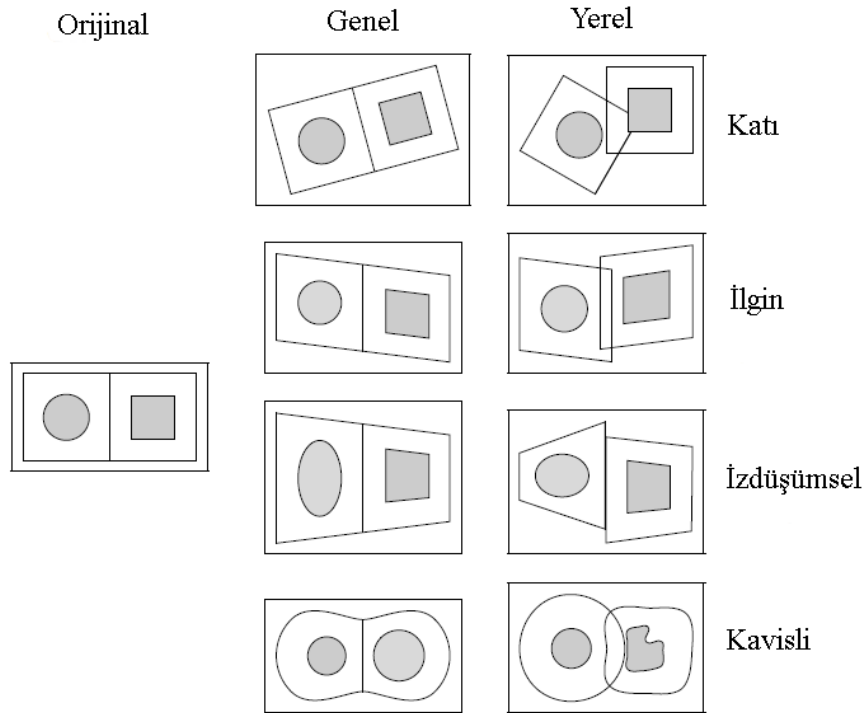 Orijinal
Genel
Yerel
Katı
İlgin
İzdüşümsel
Kavisli